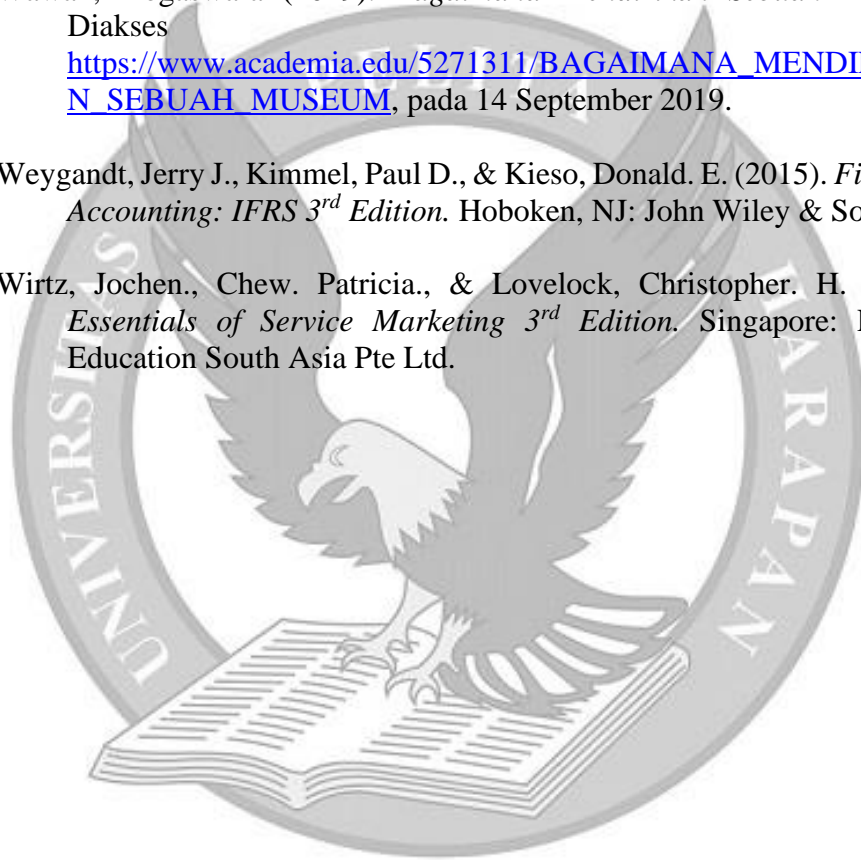 Diakses
https://www.academia.edu/5271311/BAGAIMANA_MENDI
N_SEBUAH_MUSEUM, pada 14 September 2019.
Weygandt, Jerry J., Kimmel, Paul D., & Kieso, Donald. E. (2015). Fi
Accounting: IFRS 3rd Edition. Hoboken, NJ: John Wiley & So
Wirtz, Jochen., Chew. Patricia., & Lovelock, Christopher. H.
Essentials of Service Marketing 3rd Edition. Singapore:
Education South Asia Pte Ltd.
UNIVERSITAS PELITA HARAPAN